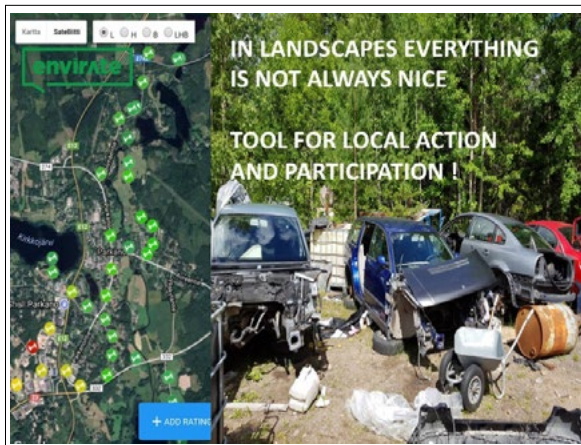 Kartta Satelliitti L H B LHB
envirate
IN LANDSCAPES EVERYTHING
IS NOT ALWAYS NICE
TOOL FOR LOCAL ACTION
AND PARTICIPATION !
Kirkkojärvi
Parkano
+ ADD RATING